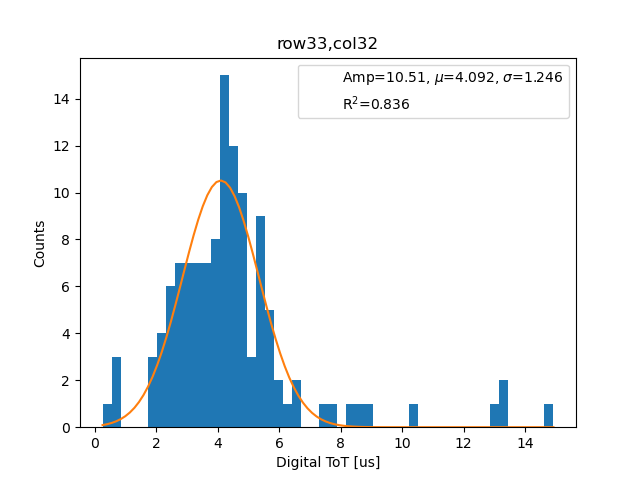 row33,col32
Amp=10.51, μ=4.092, σ=1.246
R²=0.836
14
12
10
8
6
4
2
0
Counts
0 2 4 6 8 10 12 14
Digital ToT [us]